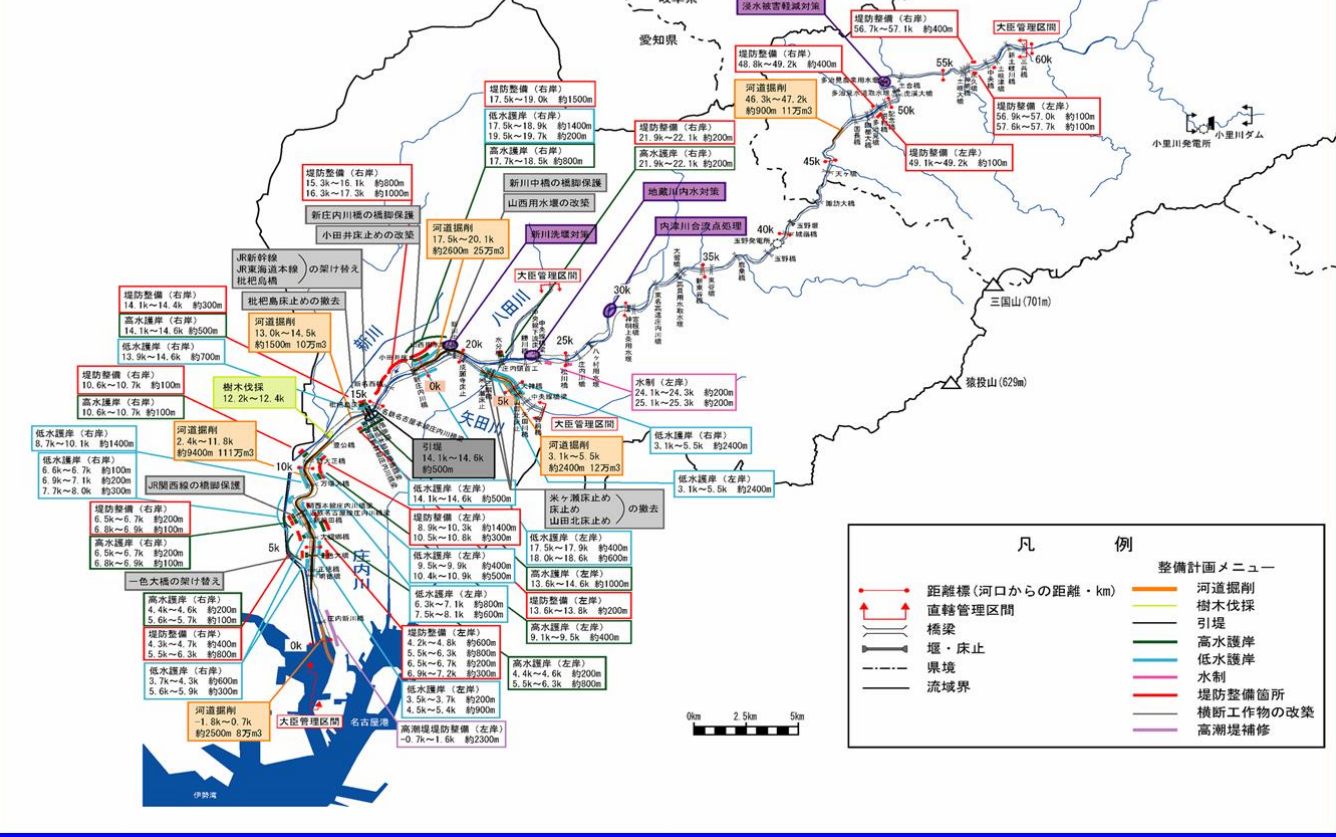 浸水被害軽減対策
愛知県
堤防整備（右岸）
56.7k~57.1k 約400m
大臣管理区間
堤防整備（右岸）
48.8k~49.2k 約400m
河道掘削
46.3k~47.2k
約900m 11万m3
55k
60k
50k
堤防整備（左岸）
56.9k~57.0k 約100m
57.6k~57.7k 約100m
小里川発電所
小里川ダム
堤防整備（左岸）
49.1k~49.2k 約100m
45k
堤防整備（右岸）
17.5k~19.0k 約1500m
低水護岸（右岸）
17.5k~18.9k 約1400m
19.5k~19.7k 約200m
高水護岸（右岸）
17.7k~18.5k 約800m
堤防整備（右岸）
21.9k~22.1k 約200m
高水護岸（右岸）
21.9k~22.1k 約200m
堤防整備（右岸）
15.3k~16.1k 約800m
16.3k~17.3k 約1000m
新川中橋の橋脚保護
山西用水堰の改築
地蔵川内水対策
新庄内川橋の橋脚保護
小田井床止めの改築
河道掘削
17.5k~20.1k
約2600m 25万m3
新川洗堰対策
内津川合流点処理
諏訪大橋
40k
玉野発電所
玉野橋
35k
JR新幹線
JR東海道本線
枇杷島橋
の架け替え
枇杷島床止めの撤去
大臣管理区間
30k
三国山(701m)
猿投山(629m)
堤防整備（右岸）
14.1k~14.4k 約300m
高水護岸（右岸）
14.1k~14.6k 約500m
低水護岸（右岸）
13.9k~14.6k 約700m
河道掘削
13.0k~14.5k
約1500m 10万m3
新川
八田川
20k
25k
堤防整備（右岸）
10.6k~10.7k 約100m
高水護岸（右岸）
10.6k~10.7k 約100m
樹木伐採
12.2k~12.4k
15k
0k
5k
矢田川
大臣管理区間
水制（左岸）
24.1k~24.3k 約200m
25.1k~25.3k 約200m
低水護岸（右岸）
8.7k~10.1k 約1400m
河道掘削
2.4k~11.8k
約9400m 111万m3
引堤
14.1k~14.6k
約500m
河道掘削
3.1k~5.5k
約2400m 12万m3
低水護岸（右岸）
3.1k~5.5k 約2400m
低水護岸（左岸）
3.1k~5.5k 約2400m
低水護岸（右岸）
6.6k~6.7k 約100m
6.9k~7.1k 約200m
7.7k~8.0k 約300m
10k
JR関西線の橋脚保護
低水護岸（左岸）
14.1k~14.6k 約500m
米ヶ瀬床止め
床止め
山田北床止め
の撤去
堤防整備（右岸）
6.5k~6.7k 約200m
6.8k~6.9k 約100m
高水護岸（右岸）
6.5k~6.7k 約200m
6.8k~6.9k 約100m
堤防整備（左岸）
8.9k~10.3k 約1400m
10.5k~10.8k 約300m
低水護岸（左岸）
17.5k~17.9k 約400m
18.0k~18.6k 約600m
5k
庄内川
低水護岸（左岸）
9.5k~9.9k 約400m
10.4k~10.9k 約500m
高水護岸（左岸）
13.6k~14.6k 約1000m
一色大橋の架け替え
低水護岸（左岸）
6.3k~7.1k 約800m
7.5k~8.1k 約600m
堤防整備（左岸）
13.6k~13.8k 約200m
高水護岸（左岸）
9.1k~9.5k 約400m
高水護岸（右岸）
4.4k~4.6k 約200m
5.6k~5.7k 約100m
堤防整備（右岸）
4.3k~4.7k 約400m
5.5k~6.3k 約800m
庄内新川橋
0k
堤防整備（左岸）
4.2k~4.8k 約600m
5.5k~6.3k 約800m
6.5k~6.7k 約200m
6.9k~7.2k 約300m
高水護岸（左岸）
4.4k~4.6k 約200m
5.5k~6.3k 約800m
低水護岸（右岸）
3.7k~4.3k 約600m
5.6k~5.9k 約300m
低水護岸（左岸）
3.5k~3.7k 約200m
4.5k~5.4k 約900m
河道掘削
-1.8k~0.7k
約2500m 8万m3
大臣管理区間
名古屋港
高潮堤防整備（左岸）
-0.7k~1.6k 約2300m
伊勢湾
0km 2.5km 5km
凡 例
距離標(河口からの距離・km)
直轄管理区間
橋梁
堰・床止
県境
流域界
整備計画メニュー
河道掘削
樹木伐採
引堤
高水護岸
低水護岸
水制
堤防整備箇所
横断工作物の改築
高潮堤補修